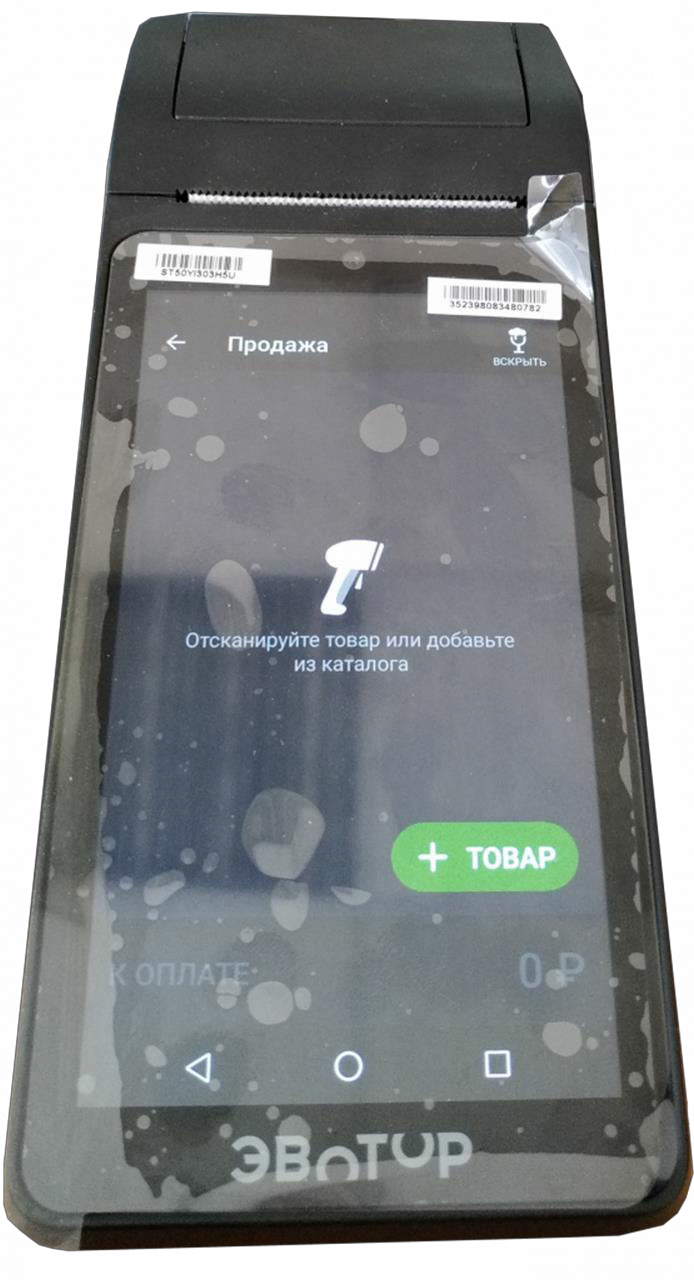 ST50YI303H5U
352398083480782
Продажа
ВСКРЫТЬ
Отсканируйте товар или добавьте
из каталога
+ ТОВАР
К ОПЛАТЕ
0 ₽
ЭВОТОР